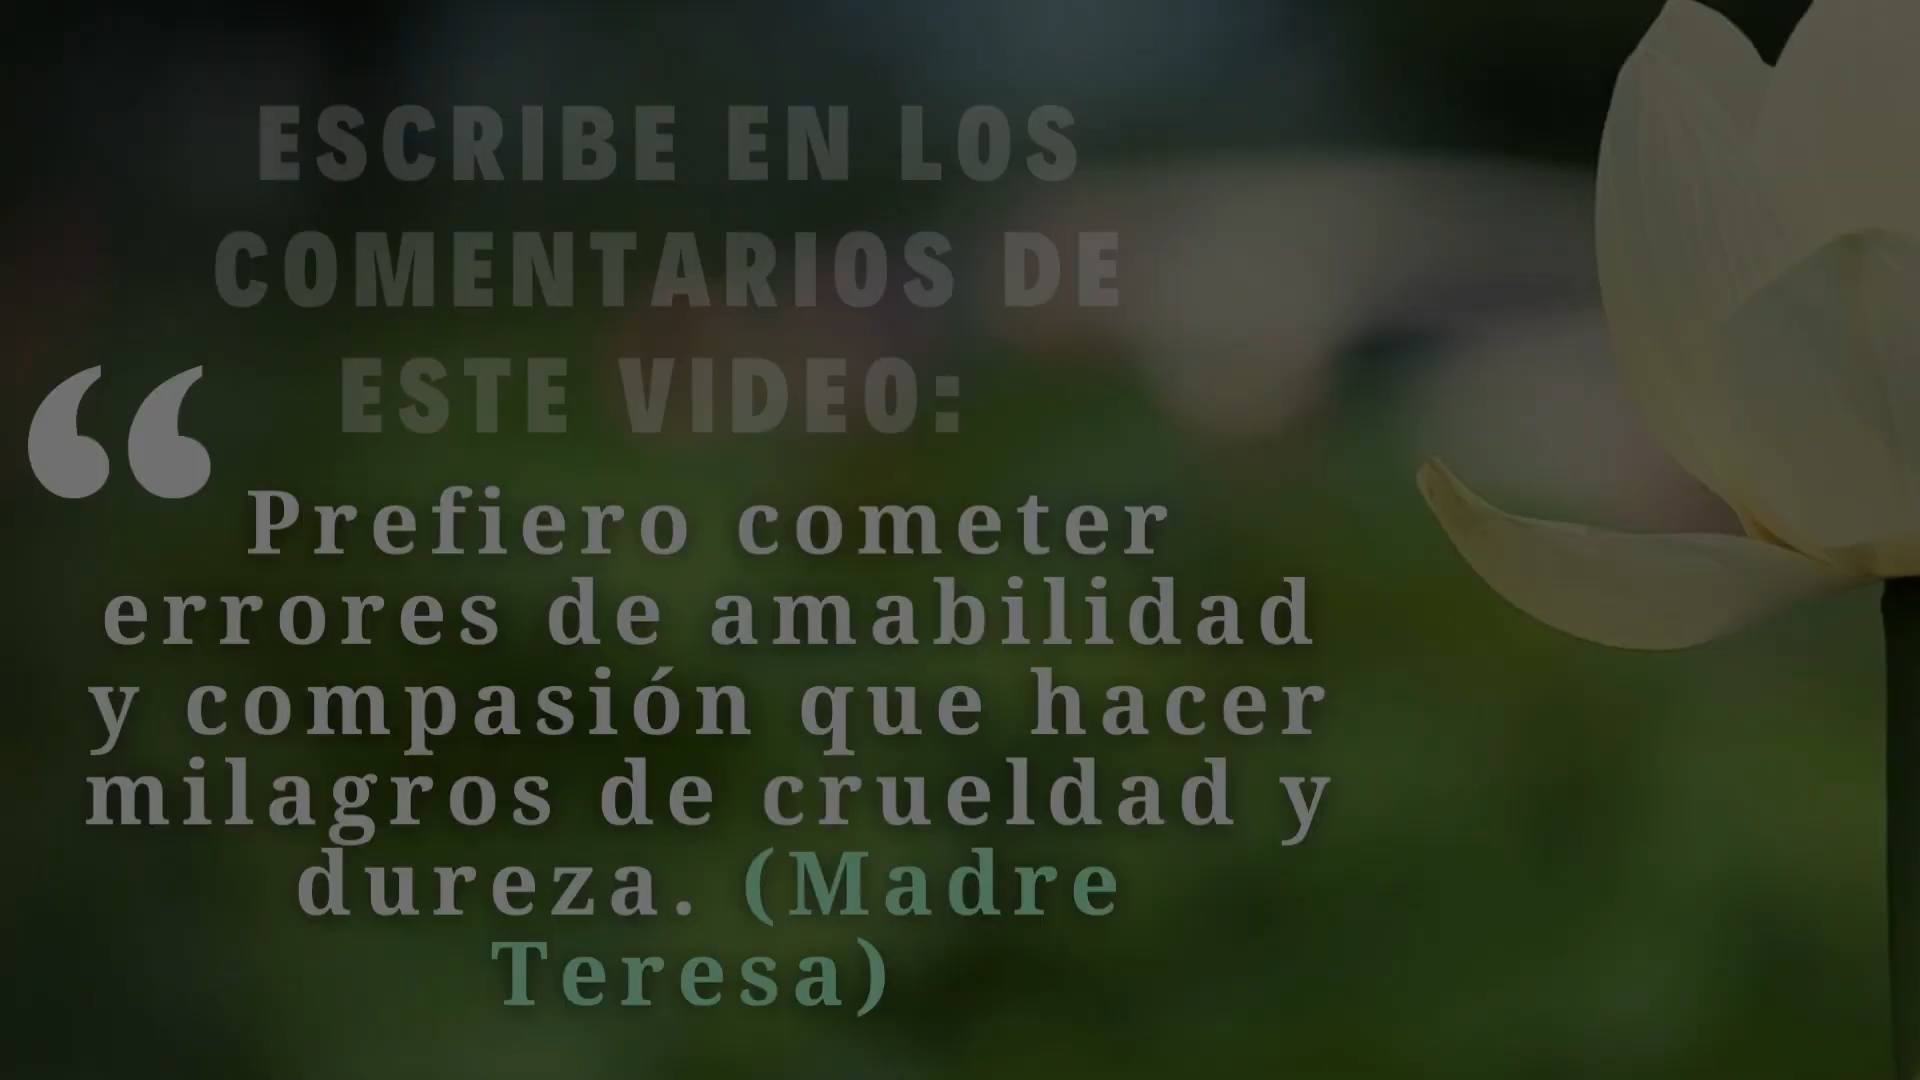 ESCRIBE EN LOS
COMENTARIOS DE
ESTE VIDEO:
“ Prefiero cometer
errores de amabilidad
y compasión que hacer
milagros de crueldad y
dureza. (Madre
Teresa)